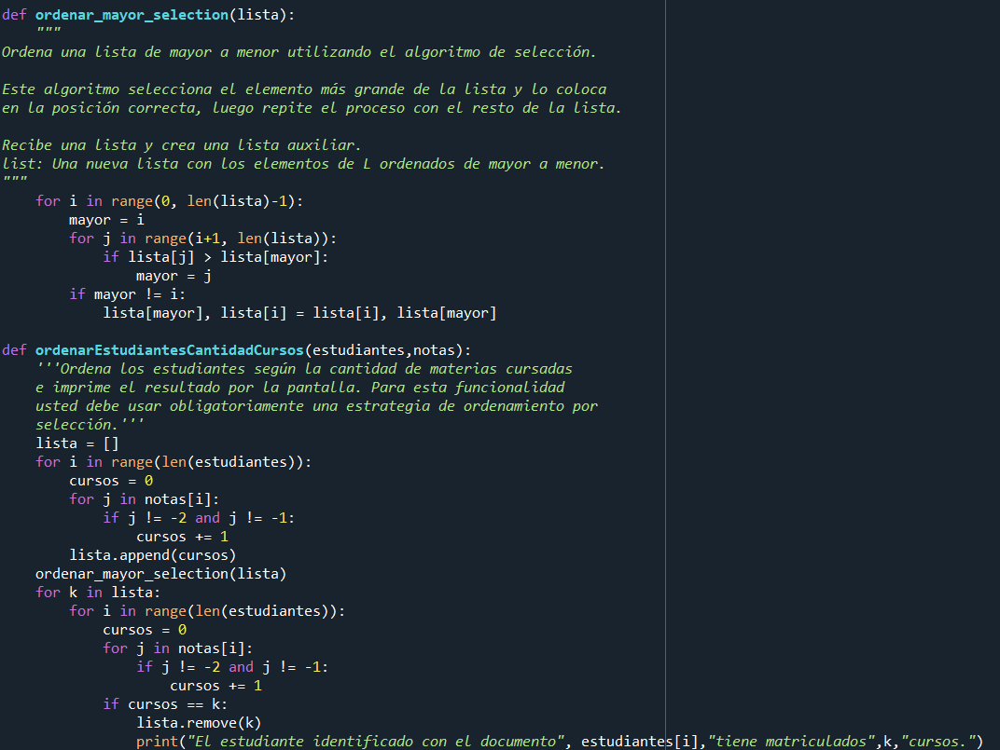 def ordenar_mayor_selection(lista):
    """
Ordena una lista de mayor a menor utilizando el algoritmo de selección.

Este algoritmo selecciona el elemento más grande de la lista y lo coloca
en la posición correcta, luego repite el proceso con el resto de la lista.

Recibe una lista y crea una lista auxiliar.
list: Una nueva lista con los elementos de L ordenados de mayor a menor.
"""
    for i in range(0, len(lista)-1):
        mayor = i
        for j in range(i+1, len(lista)):
            if lista[j] > lista[mayor]:
                mayor = j
        if mayor != i:
            lista[mayor], lista[i] = lista[i], lista[mayor]

def ordenarEstudiantesCantidadCursos(estudiantes,notas):
    '''Ordena los estudiantes según la cantidad de materias cursadas
    e imprime el resultado por la pantalla. Para esta funcionalidad
    usted debe usar obligatoriamente una estrategia de ordenamiento por
    selección.'''
    lista = []
    for i in range(len(estudiantes)):
        cursos = 0
        for j in notas[i]:
            if j != -2 and j != -1:
                cursos += 1
        lista.append(cursos)
    ordenar_mayor_selection(lista)
    for k in lista:
        for i in range(len(estudiantes)):
            cursos = 0
            for j in notas[i]:
                if j != -2 and j != -1:
                    cursos += 1
            if cursos == k:
                lista.remove(k)
                print("El estudiante identificado con el documento", estudiantes[i],"tiene matriculados",k,"cursos.")